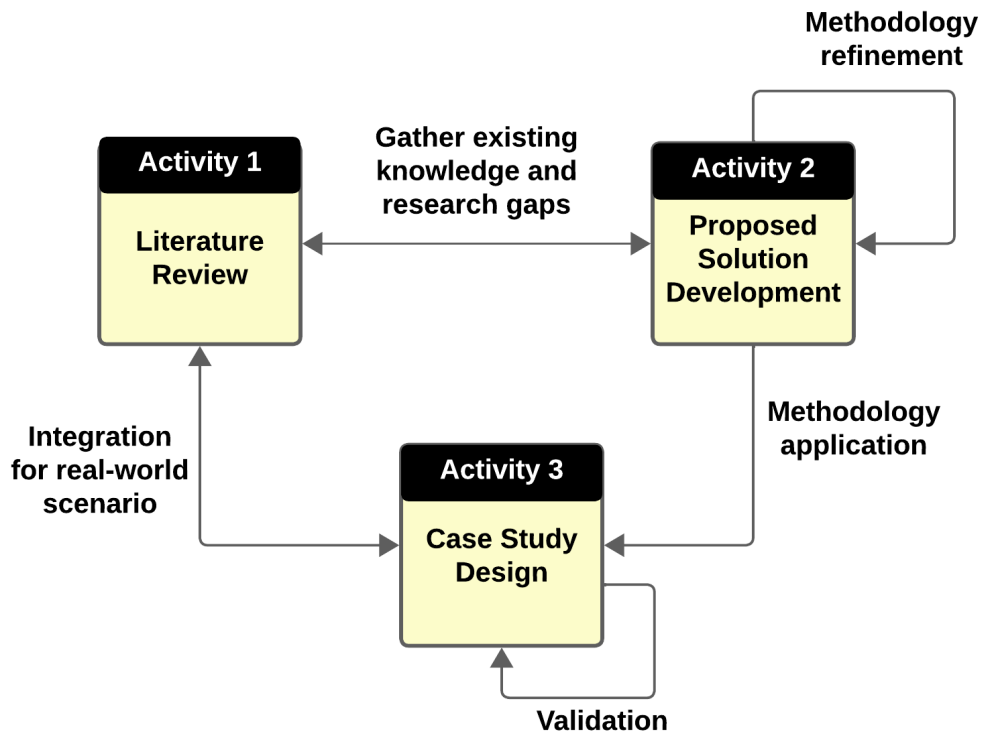 Methodology
refinement
Gather existing
knowledge and
research gaps
Activity 1
Literature
Review
Activity 2
Proposed
Solution
Development
Integration
for real-world
scenario
Methodology
application
Activity 3
Case Study
Design
Validation